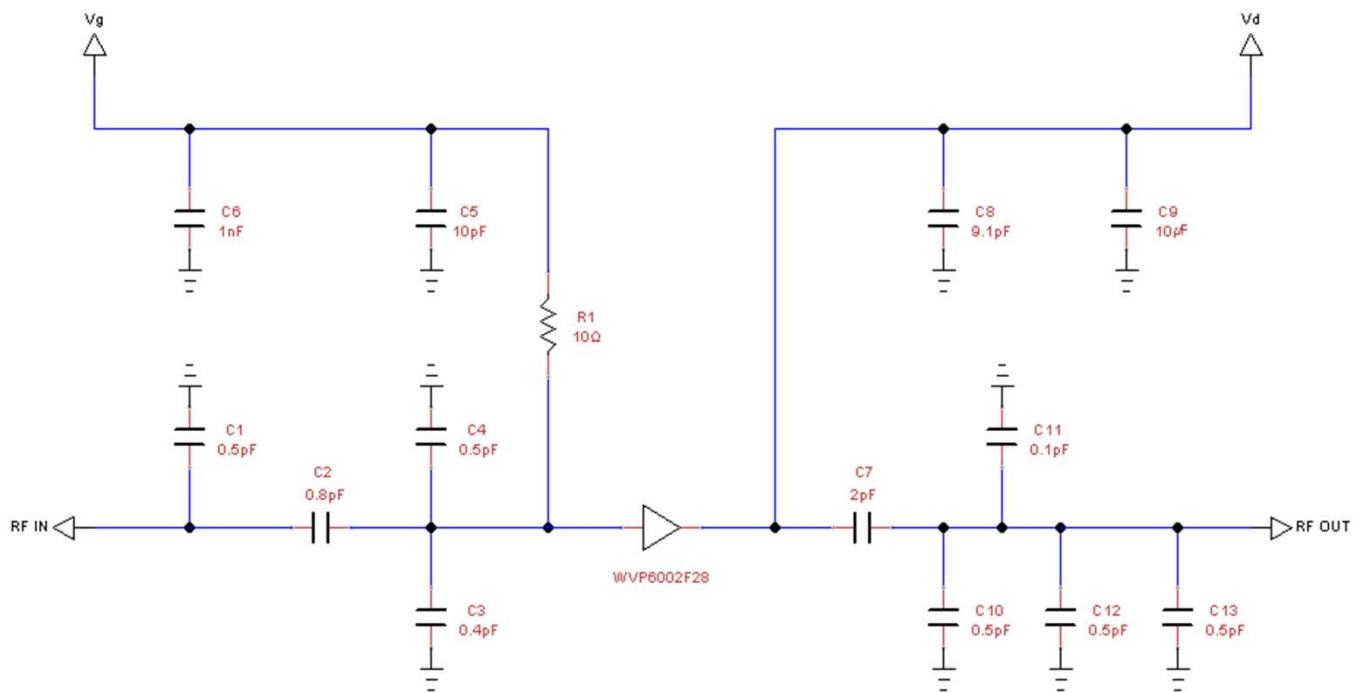 Vg
Vd
C6
1nF
C5
10pF
C8
9.1pF
C9
10µF
R1
10Ω
C1
0.5pF
C4
0.5pF
C11
0.1pF
C2
0.8pF
C7
2pF
RF IN
RF OUT
WVP6002F28
C3
0.4pF
C10
0.5pF
C12
0.5pF
C13
0.5pF